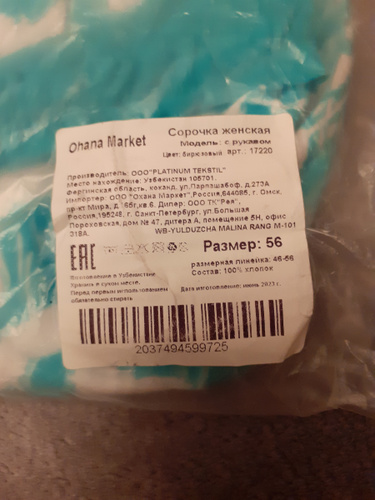 Ohana Market
Сорочка женская
Модель: с рукавом
Цвет: бирюзовый арт.: 17220
Производитель: ООО"PLATINUM TEKSTIL"
Место нахождение: Узбекистан 105701.
Ферганская область, коканд, ул.Парпашабоф, д.273А
Импортер: ООО "Охана Маркет",Россия,644085, г. Омск,
пр-кт Мира, д.185г,кв.6. Дилер: ООО ТК"Рея",
Россия,195248, г. Санкт-Петербург, ул Большая
Пороховская, дом № 47, литера А, помещение 5Н, офис
318А.
WB-YULDUZCHA MALINA RANG M-101
EAC
Размер: 56
размерная линейка: 46-56
Состав: 100% хлопок
Изготовлено в Узбекистане
Хранить в сухом месте.
Перед первым использованием
обязательно стирать
Дата изготовления: июнь 2023 г.
2037494599725